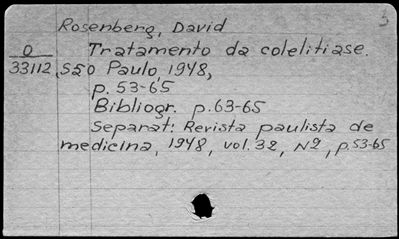 Rosenberg, David
O Tratamento da colelitiase.
33112 São Paulo, 1948,
p. 53-65
Bibliogr. p. 63-65
Separat: Revista paulista de
medicina, 1948, vol. 32, Nº, p. 53-65